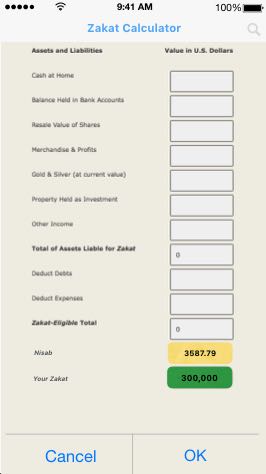 9:41 AM
100%
Zakat Calculator
Assets and Liabilities Value in U.S. Dollars
Cash at Home
Balance Held in Bank Accounts
Resale Value of Shares
Merchandise & Profits
Gold & Silver (at current value)
Property Held as Investment
Other Income
Total of Assets Liable for Zakat 0
Deduct Debts
Deduct Expenses
Zakat-Eligible Total 0
Nisab 3587.79
Your Zakat 300,000
Cancel OK